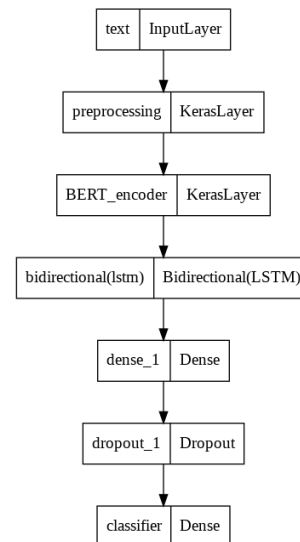 text InputLayer
preprocessing KerasLayer
BERT_encoder KerasLayer
bidirectional(lstm) Bidirectional(LSTM)
dense_1 Dense
dropout_1 Dropout
classifier Dense